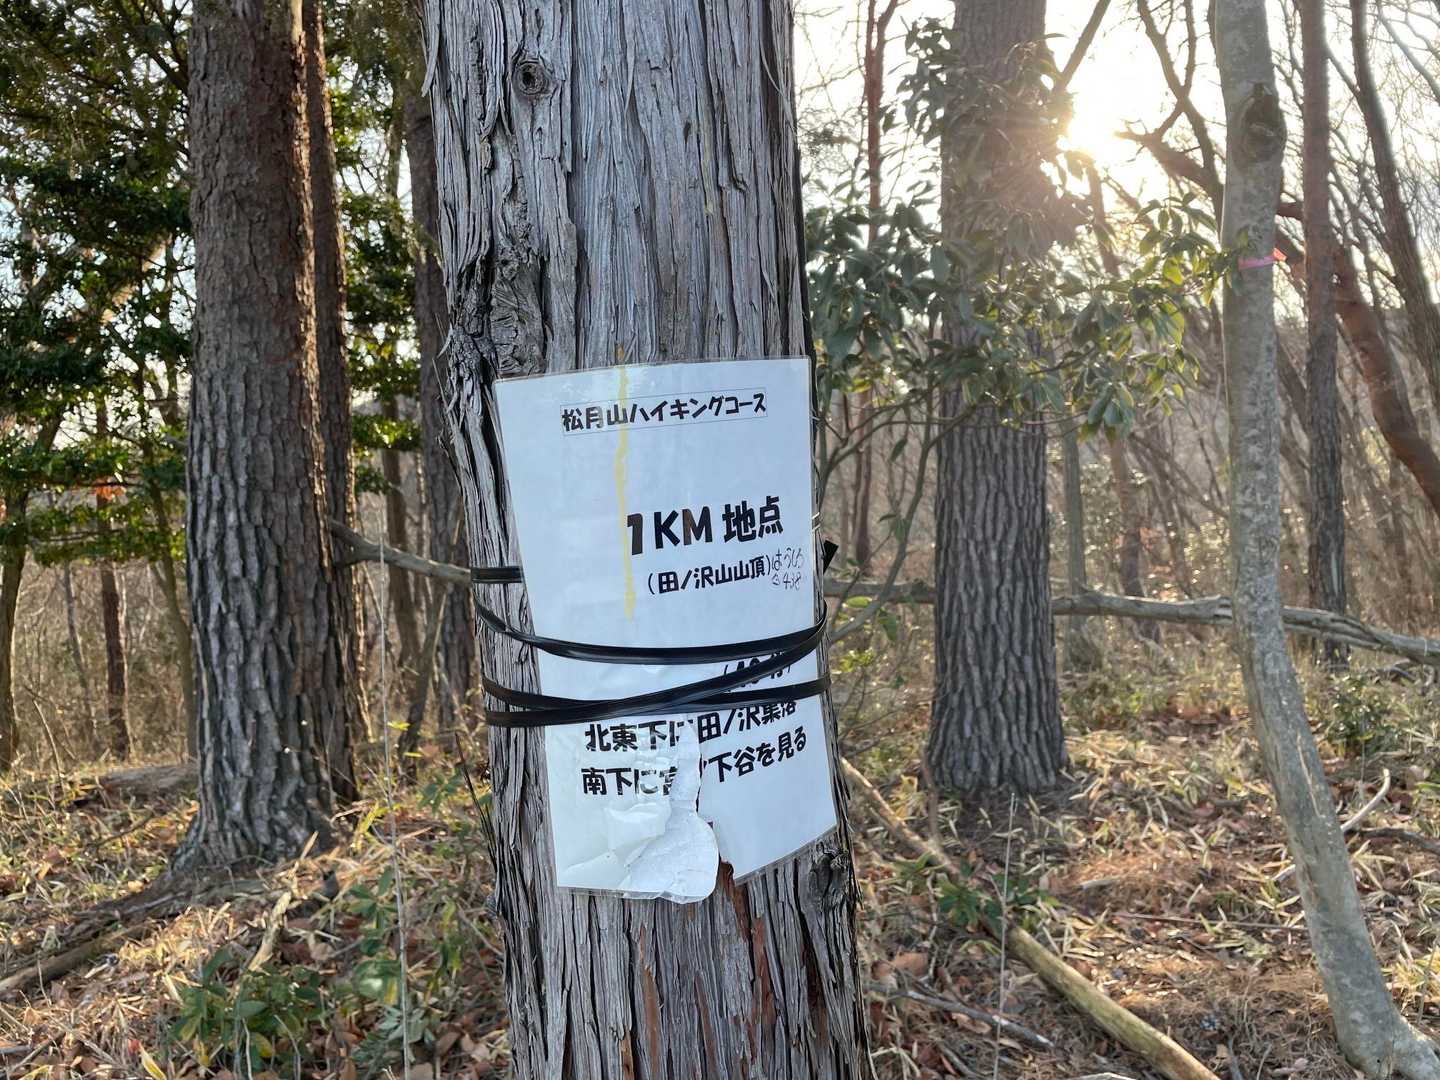 松月山ハイキングコース
1KM 地点
(田ノ沢山山頂)
北東下に田ノ沢集落
南下に 下谷を見る